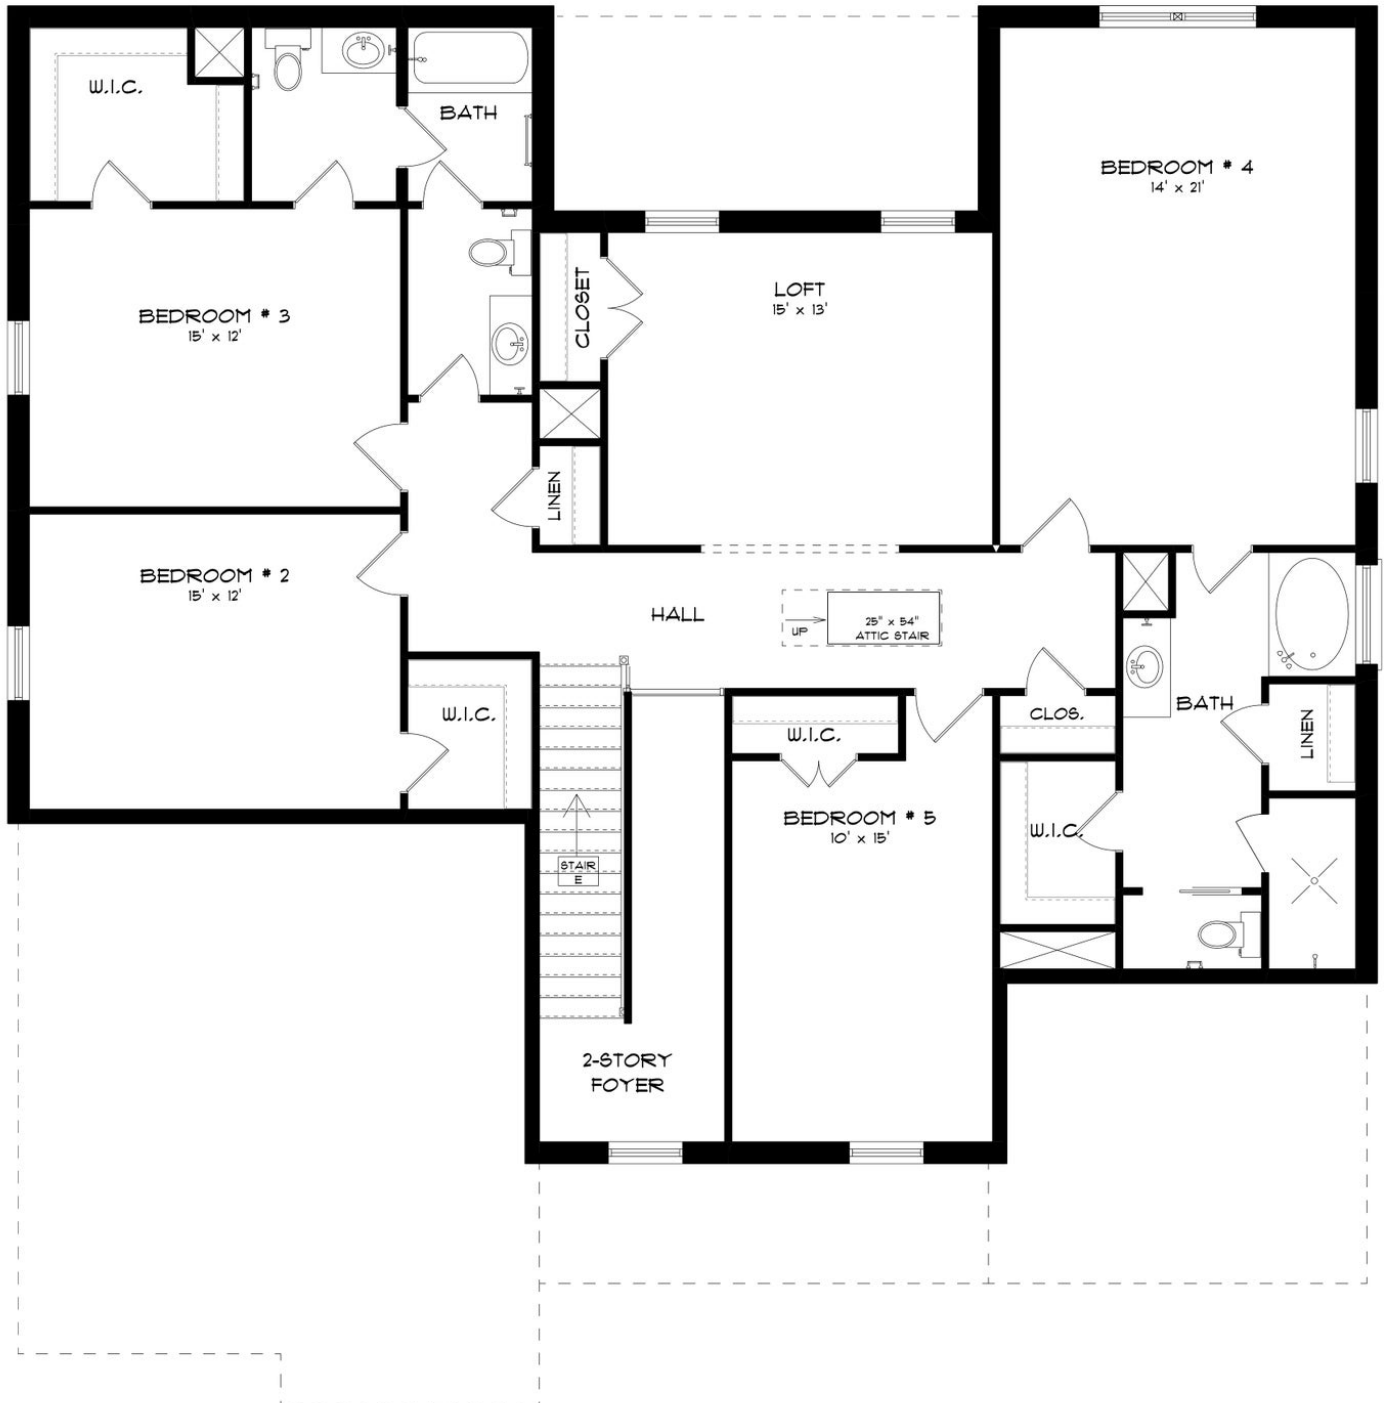 W.I.C.
BATH
BEDROOM # 4
14' x 21'
BEDROOM # 3
15' x 12'
CLOSET
LOFT
15' x 13'
LINEN
BEDROOM # 2
15' x 12'
HALL
UP
25" x 54"
ATTIC STAIR
W.I.C.
W.I.C.
CLOS.
BATH
LINEN
BEDROOM # 5
10' x 15'
W.I.C.
STAIR
E
2-STORY
FOYER